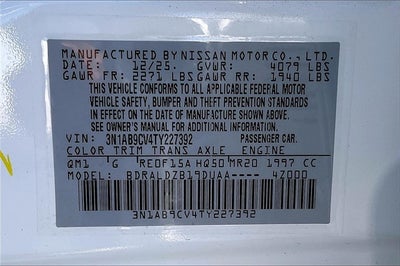 MANUFACTURED BY NISSAN MOTOR CO., LTD.
DATE: 12/25. GVWR: 4079 LBS
GAWR FR: 2271 LBS GAWR RR: 1940 LBS
THIS VEHICLE CONFORMS TO ALL APPLICABLE FEDERAL MOTOR
VEHICLE SAFETY, BUMPER AND THEFT PREVENTION STANDARDS
IN EFFECT ON THE DATE OF MANUFACTURE SHOWN ABOVE.
SEE OWNER'S MANUAL FOR ADDITIONAL INFORMATION.
VIN: 3N1AB9CV4TY227392 PASSENGER CAR.
COLOR TRIM TRANS AXLE ENGINE
QM1 G RE0F15A HQ50 MR20 1997 CC
MODEL: BDRALDZB19DUAA----4Z000
3N1AB9CV4TY227392